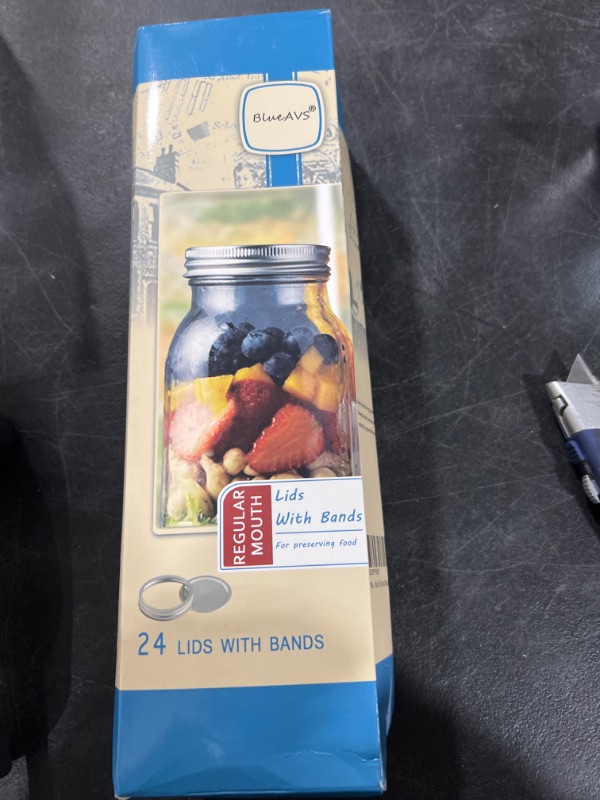 BlueAVS®
REGULAR
MOUTH
Lids
With Bands
For preserving food
24 LIDS WITH BANDS